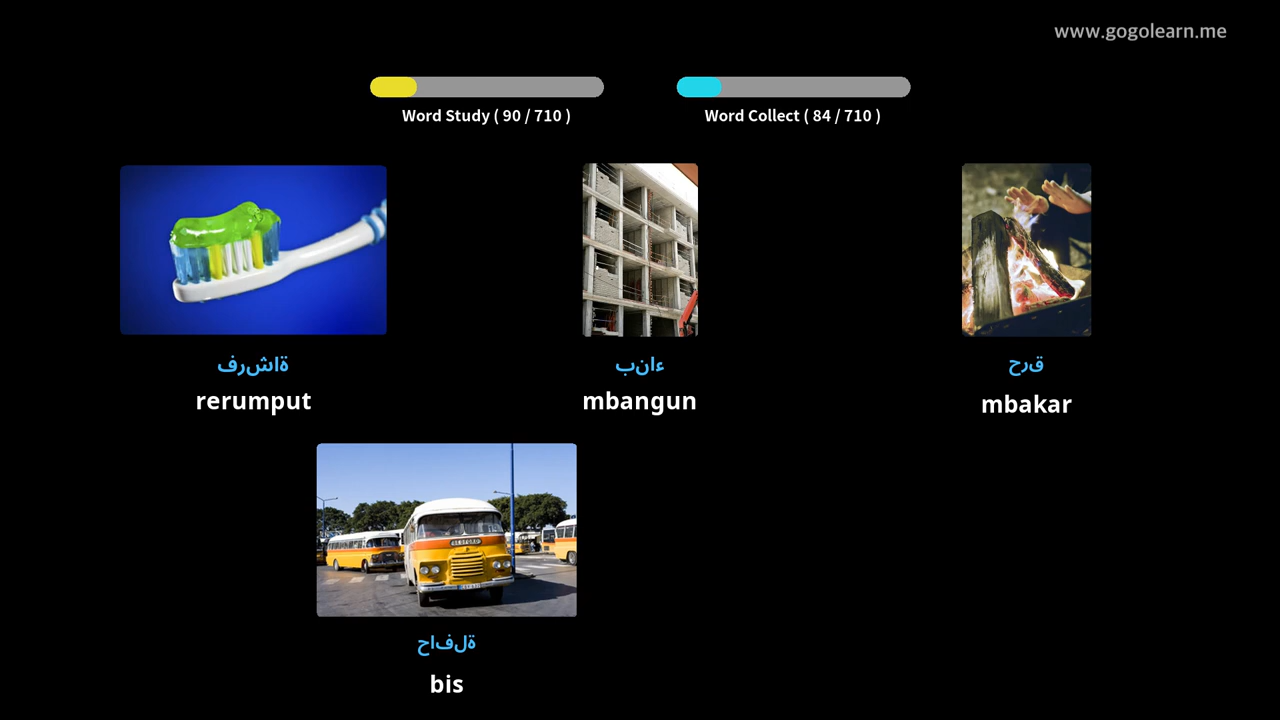 www.gogolearn.me
Word Study ( 90 / 710 )
Word Collect ( 84 / 710 )
ةاشرف
rerumput
ءانب
mbangun
قرح
mbakar
ةلفاح
bis